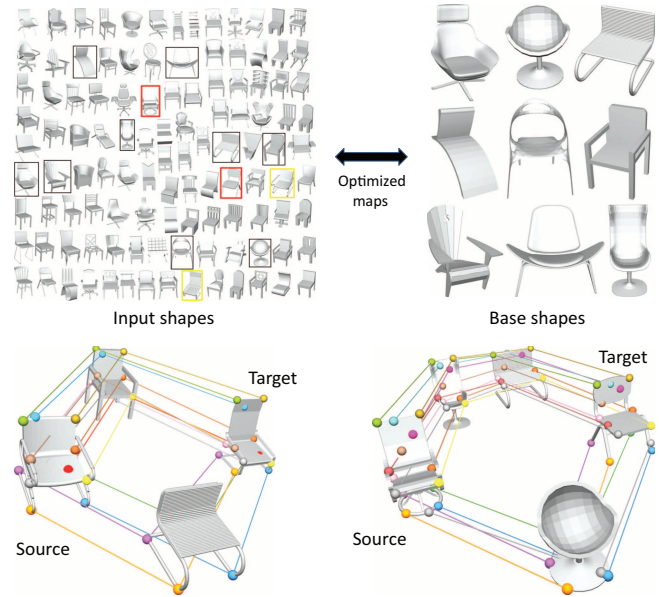 Optimized
maps
Input shapes
Base shapes
Target
Source
Target
Source